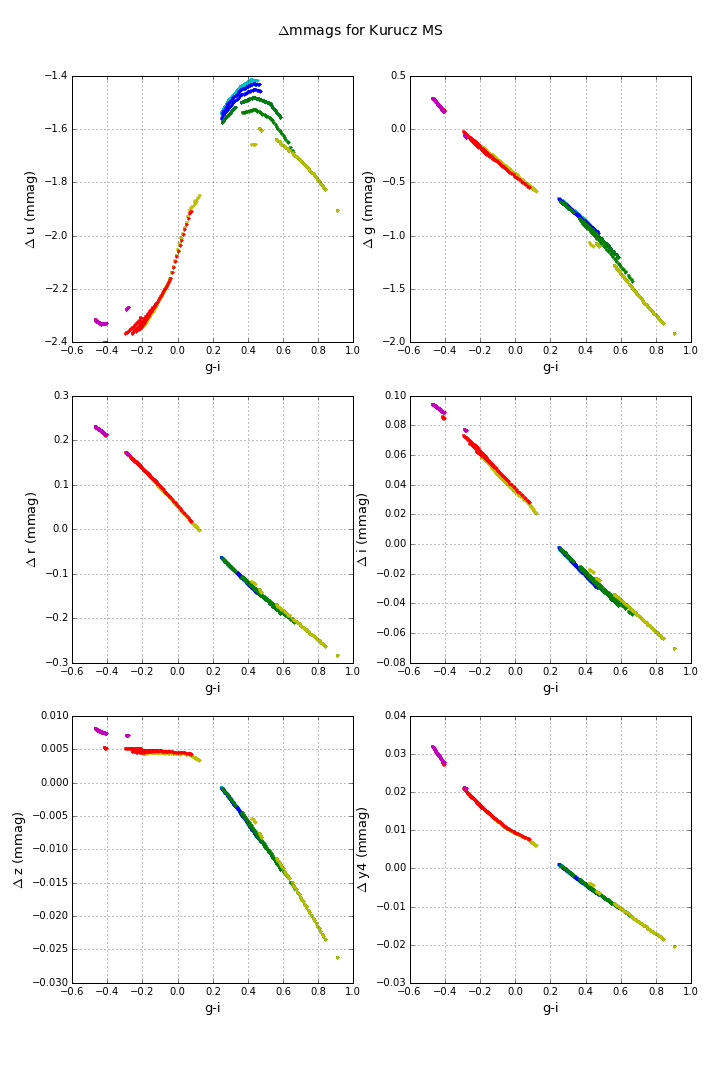 Δmmags for Kurucz MS
−1.4
−1.6
−1.8
−2.0
−2.2
−2.4
Δ u (mmag)
−0.6 −0.4 −0.2 0.0 0.2 0.4 0.6 0.8 1.0
g-i
0.5
0.0
−0.5
−1.0
−1.5
−2.0
Δ g (mmag)
−0.6 −0.4 −0.2 0.0 0.2 0.4 0.6 0.8 1.0
g-i
0.3
0.2
0.1
0.0
−0.1
−0.2
−0.3
Δ r (mmag)
−0.6 −0.4 −0.2 0.0 0.2 0.4 0.6 0.8 1.0
g-i
0.10
0.08
0.06
0.04
0.02
0.00
−0.02
−0.04
−0.06
−0.08
Δ i (mmag)
−0.6 −0.4 −0.2 0.0 0.2 0.4 0.6 0.8 1.0
g-i
0.010
0.005
0.000
−0.005
−0.010
−0.015
−0.020
−0.025
−0.030
Δ z (mmag)
−0.6 −0.4 −0.2 0.0 0.2 0.4 0.6 0.8 1.0
g-i
0.04
0.03
0.02
0.01
0.00
−0.01
−0.02
−0.03
Δ y4 (mmag)
−0.6 −0.4 −0.2 0.0 0.2 0.4 0.6 0.8 1.0
g-i